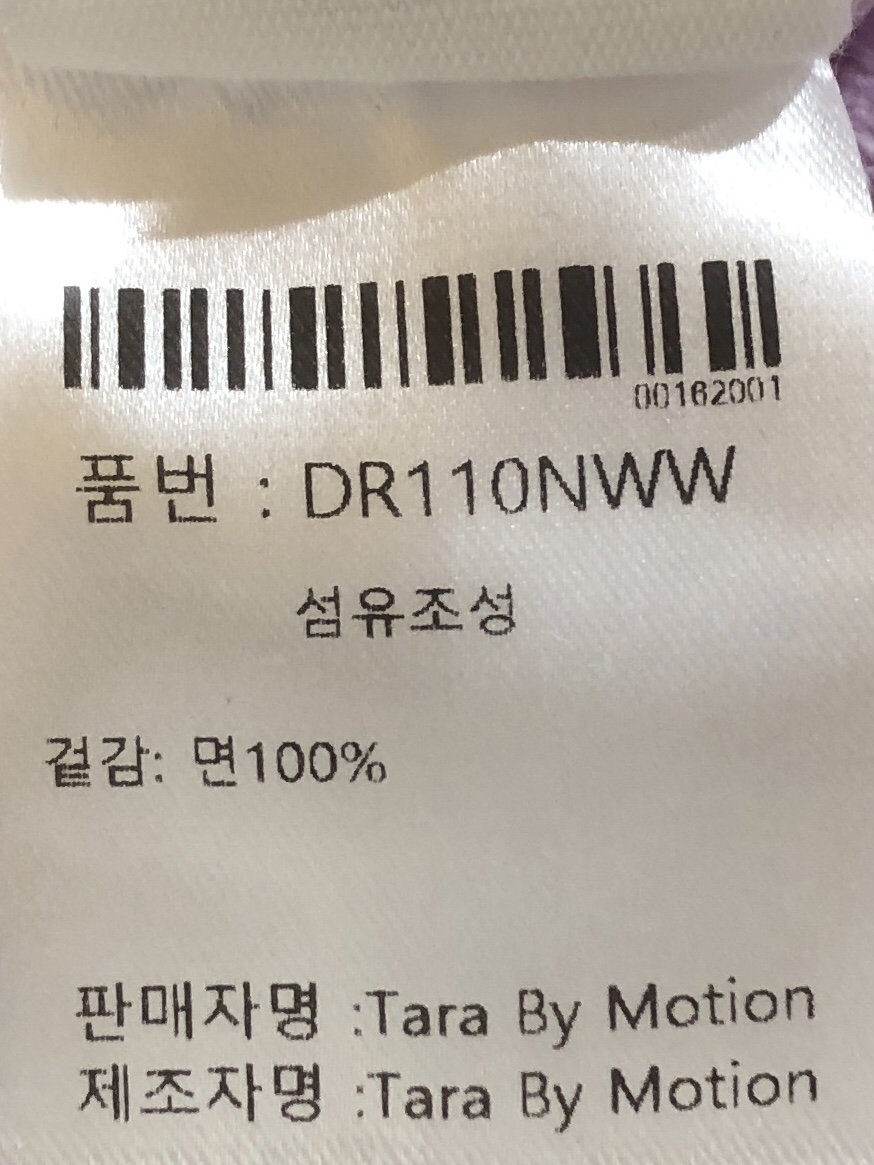 00162001
품번 : DR110NWW
섬유조성
겉감: 면100%
판매자명 :Tara By Motion
제조자명 :Tara By Motion